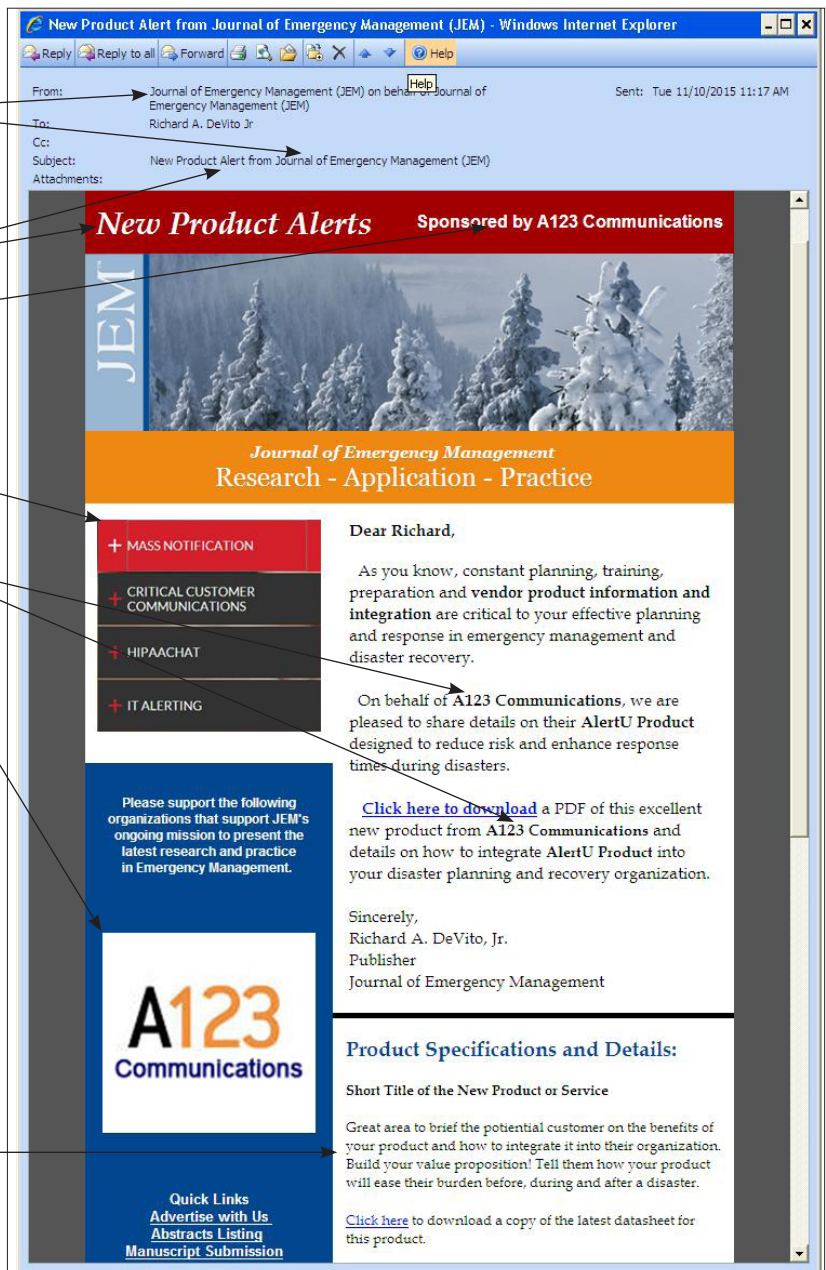 New Product Alert from Journal of Emergency Management (JEM) - Windows Internet Explorer
Reply Reply to all Forward Help
Help
From: Journal of Emergency Management (JEM) on behalf of Journal of
Emergency Management (JEM)
Sent: Tue 11/10/2015 11:17 AM
To: Richard A. DeVito Jr
Cc:
Subject: New Product Alert from Journal of Emergency Management (JEM)
Attachments:
New Product Alerts
Sponsored by A123 Communications
JEM
Journal of Emergency Management
Research - Application - Practice
+ MASS NOTIFICATION
+ CRITICAL CUSTOMER
COMMUNICATIONS
+ HIPAACHAT
+ IT ALERTING
Please support the following
organizations that support JEM's
ongoing mission to present the
latest research and practice
in Emergency Management.
A123
Communications
Quick Links
Advertise with Us
Abstracts Listing
Manuscript Submission
Dear Richard,
As you know, constant planning, training,
preparation and vendor product information and
integration are critical to your effective planning
and response in emergency management and
disaster recovery.
On behalf of A123 Communications, we are
pleased to share details on their AlertU Product
designed to reduce risk and enhance response
times during disasters.
Click here to download a PDF of this excellent
new product from A123 Communications and
details on how to integrate AlertU Product into
your disaster planning and recovery organization.
Sincerely,
Richard A. DeVito, Jr.
Publisher
Journal of Emergency Management
Product Specifications and Details:
Short Title of the New Product or Service
Great area to brief the potiential customer on the benefits of
your product and how to integrate it into their organization.
Build your value proposition! Tell them how your product
will ease their burden before, during and after a disaster.
Click here to download a copy of the latest datasheet for
this product.